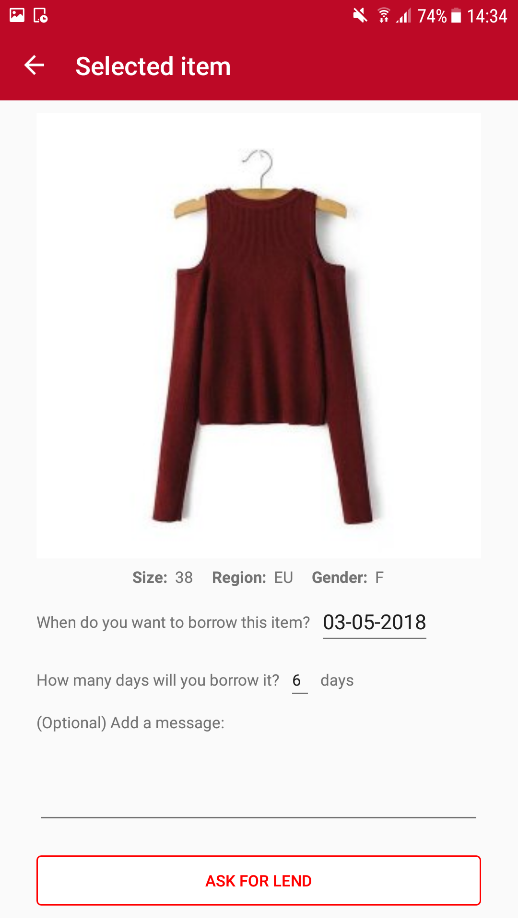 74% 14:34
Selected item
Size: 38 Region: EU Gender: F
When do you want to borrow this item? 03-05-2018
How many days will you borrow it? 6 days
(Optional) Add a message:
ASK FOR LEND